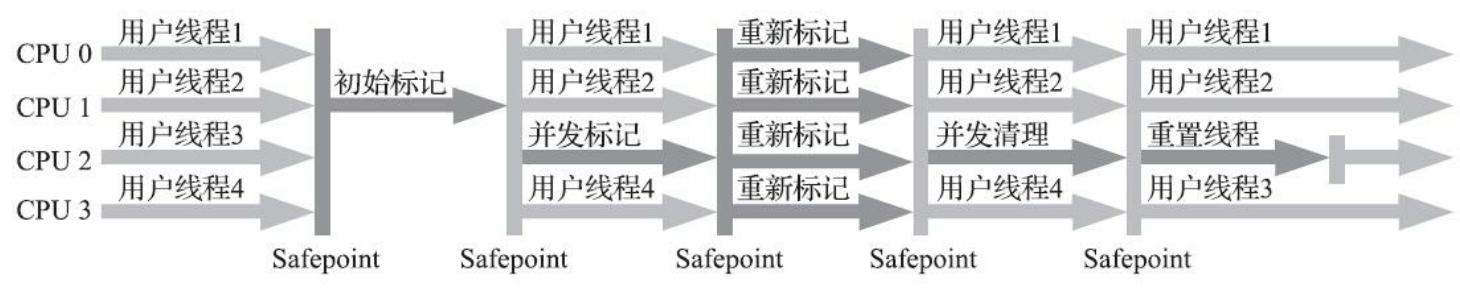 CPU 0 用户线程1 用户线程1 重新标记 用户线程1 用户线程1
初始标记
CPU 1 用户线程2 用户线程2 重新标记 用户线程2 用户线程2
CPU 2 用户线程3 并发标记 重新标记 并发清理 重置线程
CPU 3 用户线程4 用户线程4 重新标记 用户线程4 用户线程3
Safepoint Safepoint Safepoint Safepoint Safepoint